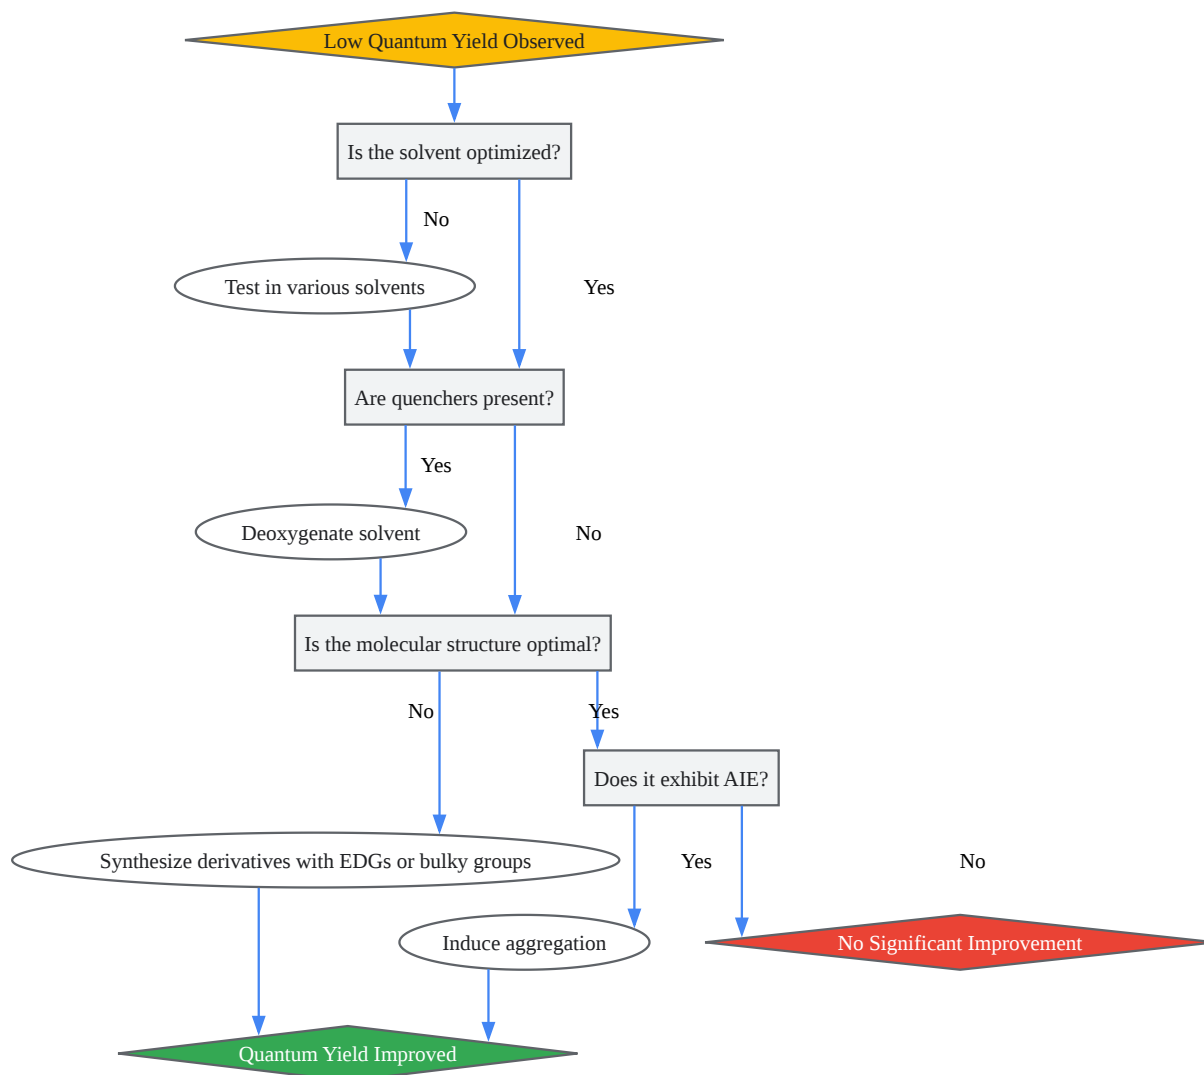 Low Quantum Yield Observed
Is the solvent optimized?
No
Test in various solvents
Yes
Are quenchers present?
Yes
Deoxygenate solvent
No
Is the molecular structure optimal?
No
Yes
Does it exhibit AIE?
Synthesize derivatives with EDGs or bulky groups
Yes
No
Induce aggregation
No Significant Improvement
Quantum Yield Improved